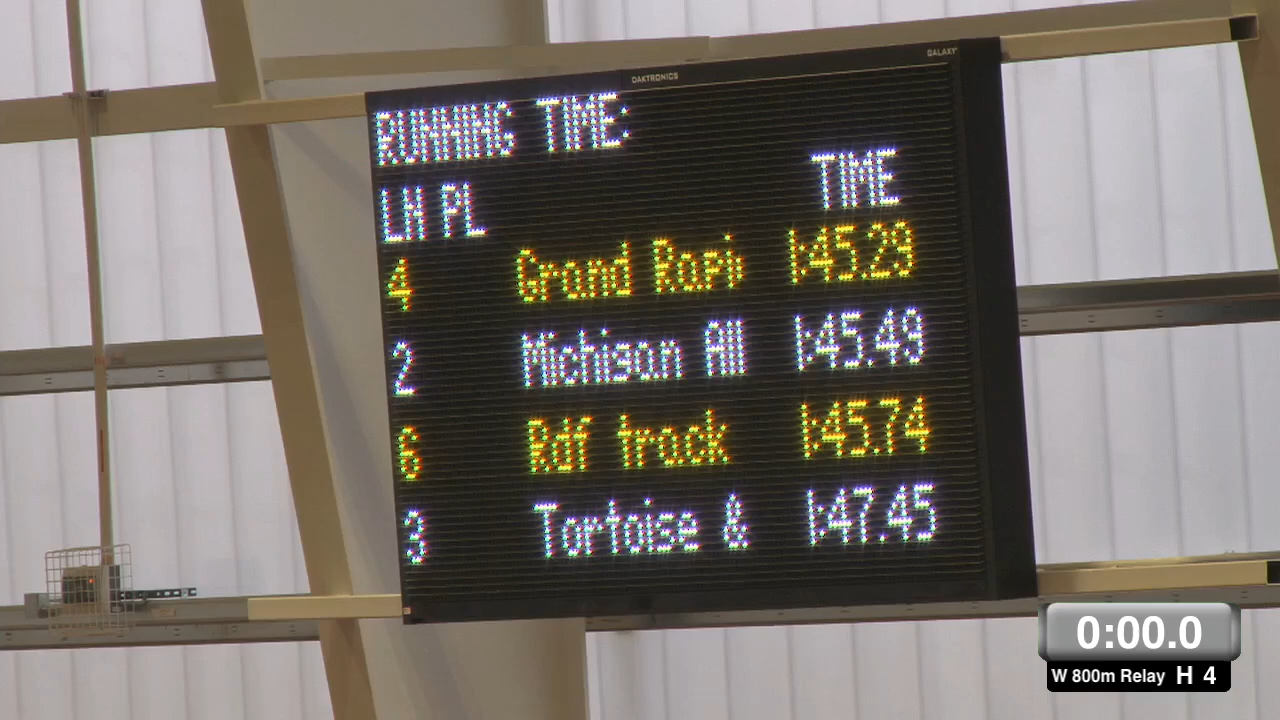 DAKTRONICS
GALAXY
RUNNING TIME:
LN PL TIME
4 Grand Rapi 1:45.29
2 Michigan All 1:45.49
6 Rdf track 1:45.74
3 Tortoise & 1:47.45
0:00.0
W 800m Relay H 4